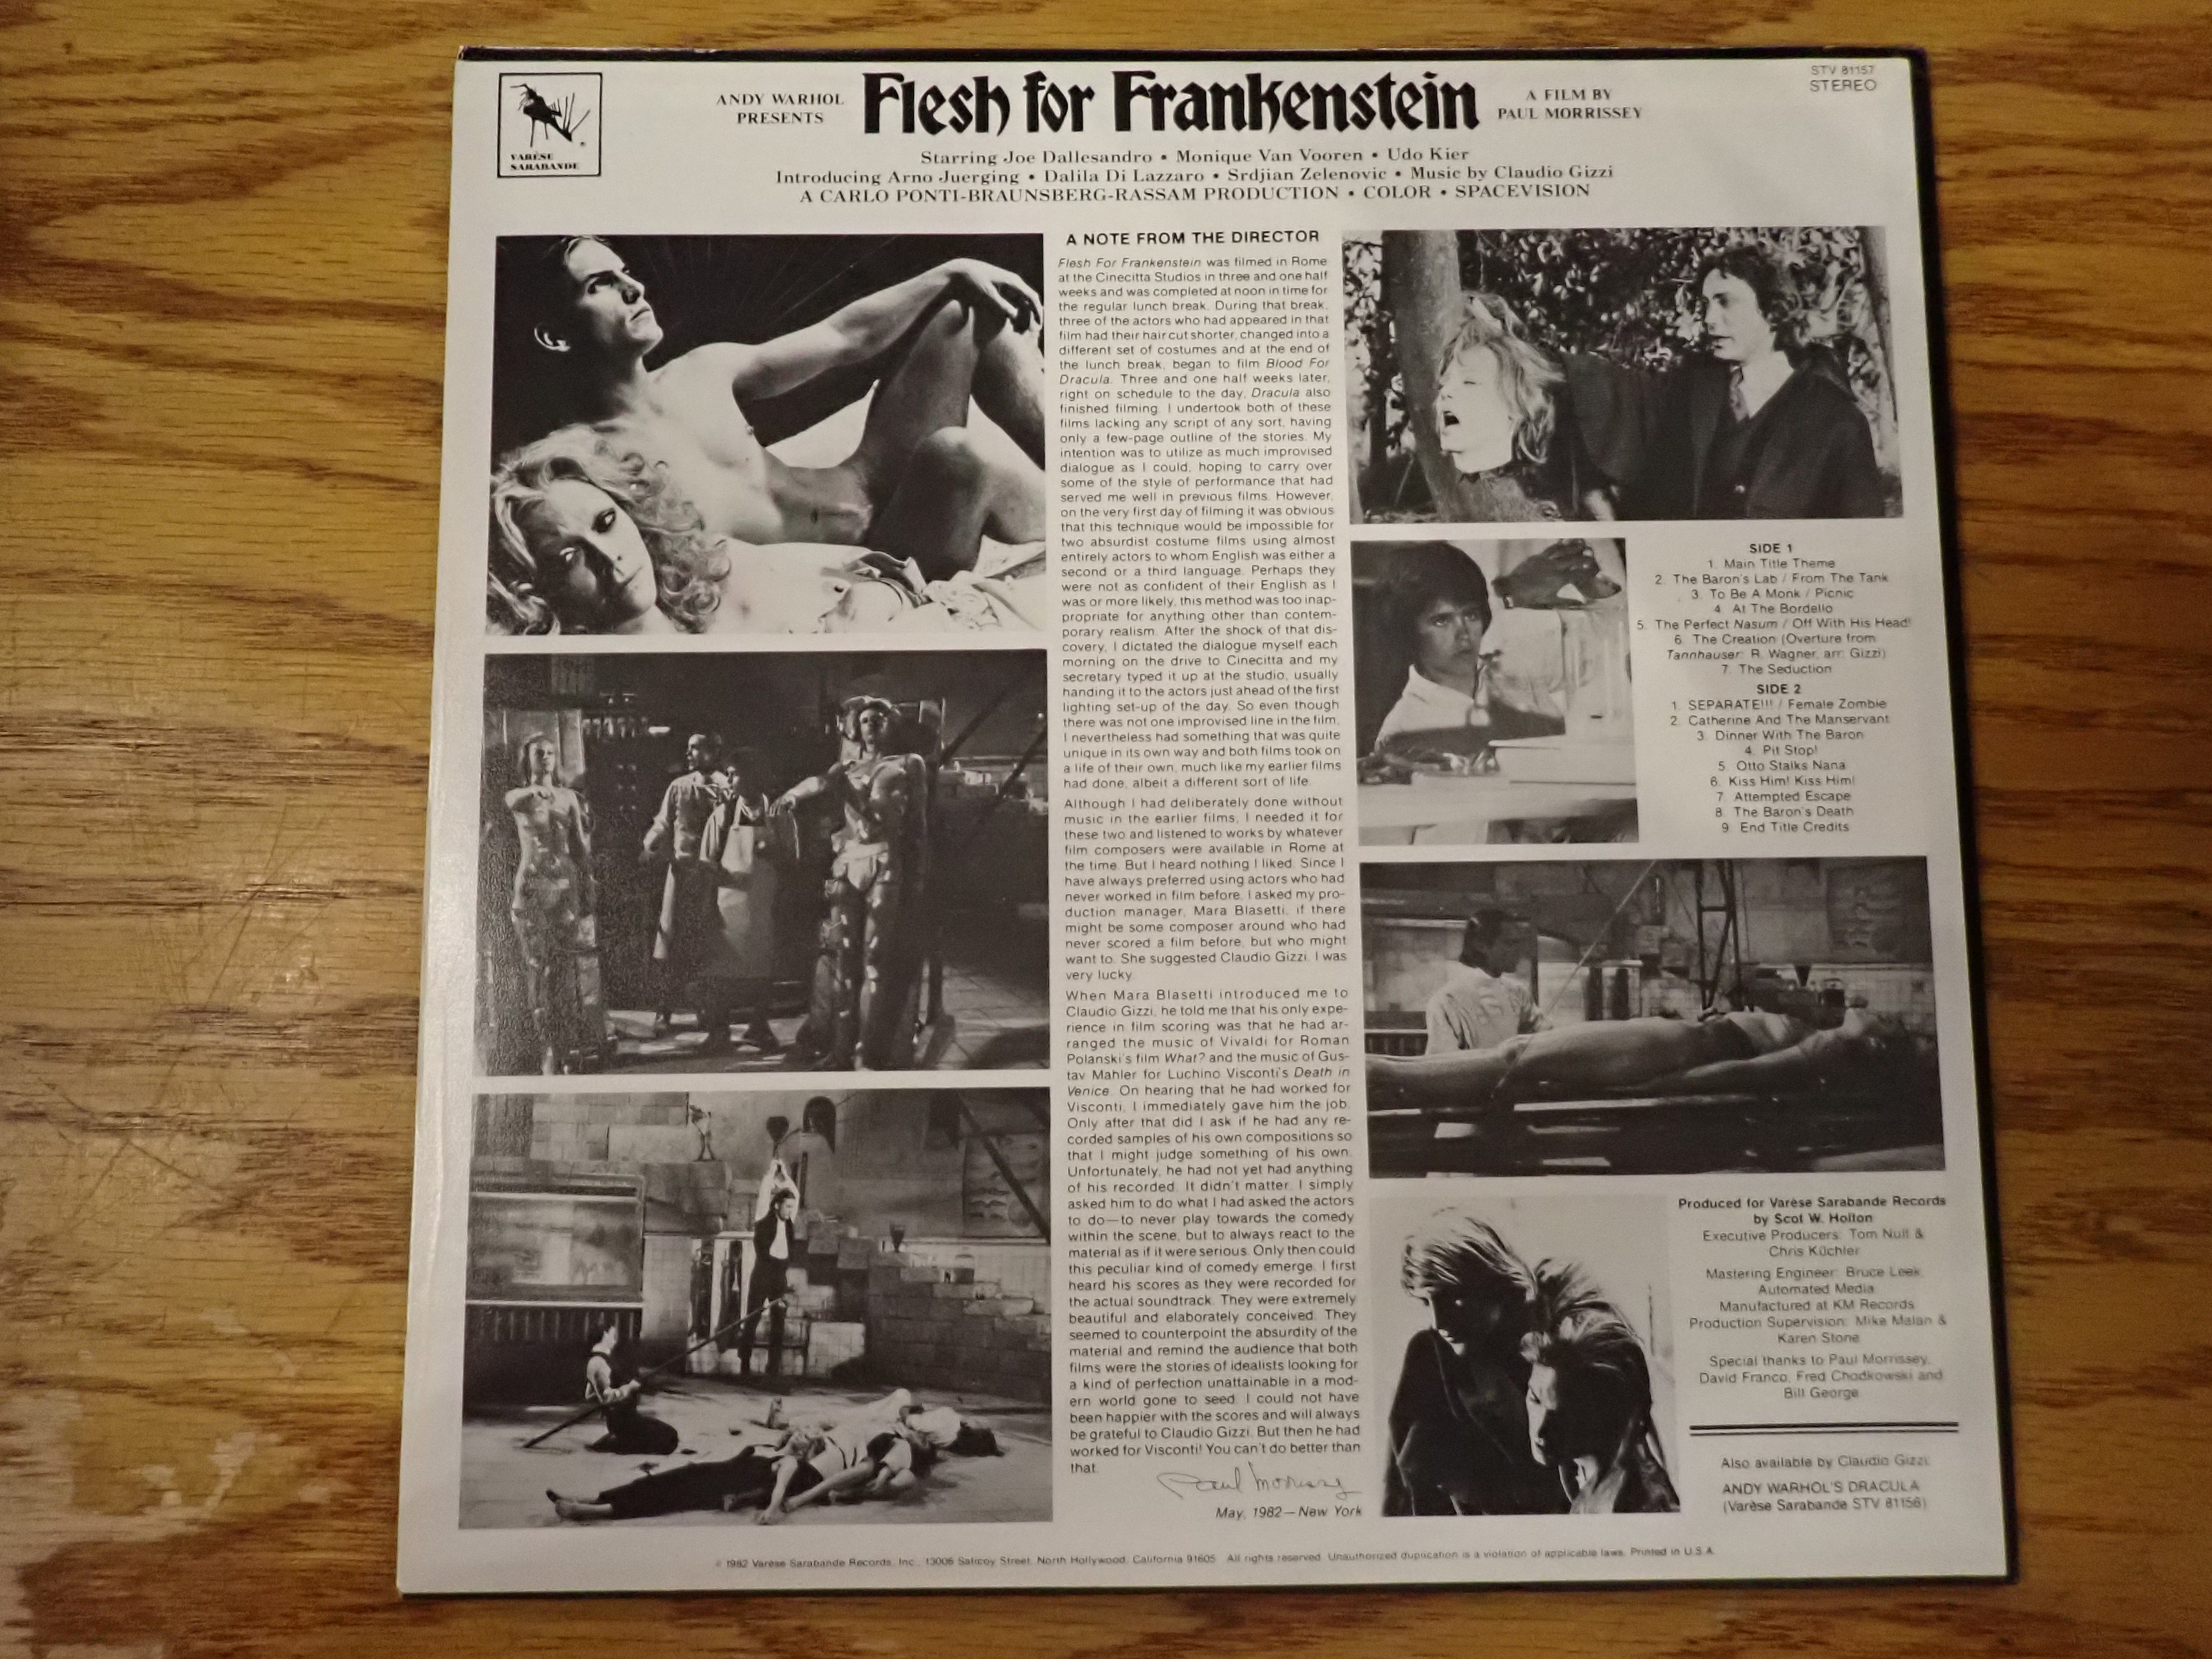 VARÈSE
SARABANDE
ANDY WARHOL
PRESENTS
Flesh for Frankenstein
A FILM BY
PAUL MORRISSEY
STV 81157
STEREO
Starring Joe Dallesandro • Monique Van Vooren • Udo Kier
Introducing Arno Juerging • Dalila Di Lazzaro • Srdjian Zelenovic • Music by Claudio Gizzi
A CARLO PONTI-BRAUNSBERG-RASSAM PRODUCTION • COLOR • SPACEVISION
A NOTE FROM THE DIRECTOR
Flesh For Frankenstein was filmed in Rome
at the Cinecitta Studios in three and one half
weeks and was completed at noon in time for
the regular lunch break. During that break,
three of the actors who had appeared in that
film had their hair cut shorter, changed into a
different set of costumes and at the end of
the lunch break, began to film Blood For
Dracula. Three and one half weeks later,
right on schedule to the day, Dracula also
finished filming. I undertook both of these
films lacking any script of any sort, having
only a few-page outline of the stories. My
intention was to utilize as much improvised
dialogue as I could, hoping to carry over
some of the style of performance that had
served me well in previous films. However,
on the very first day of filming it was obvious
that this technique would be impossible for
two absurdist costume films using almost
entirely actors to whom English was either a
second or a third language. Perhaps they
were not as confident of their English as I
was or more likely, this method was too inap-
propriate for anything other than contem-
porary realism. After the shock of that dis-
covery, I dictated the dialogue myself each
morning on the drive to Cinecitta and my
secretary typed it up at the studio, usually
handing it to the actors just ahead of the first
lighting set-up of the day. So even though
there was not one improvised line in the film,
I nevertheless had something that was quite
unique in its own way and both films took on
a life of their own, much like my earlier films
had done, albeit a different sort of life.
Although I had deliberately done without
music in the earlier films, I needed it for
these two and listened to works by whatever
film composers were available in Rome at
the time. But I heard nothing I liked. Since I
have always preferred using actors who had
never worked in film before, I asked my pro-
duction manager, Mara Blasetti, if there
might be some composer around who had
never scored a film before, but who might
want to. She suggested Claudio Gizzi. I was
very lucky.
When Mara Blasetti introduced me to
Claudio Gizzi, he told me that his only expe-
rience in film scoring was that he had ar-
ranged the music of Vivaldi for Roman
Polanski's film What? and the music of Gus-
tav Mahler for Luchino Visconti's Death in
Venice. On hearing that he had worked for
Visconti, I immediately gave him the job.
Only after that did I ask if he had any re-
corded samples of his own compositions so
that I might judge something of his own.
Unfortunately, he had not yet had anything
of his recorded. It didn't matter. I simply
asked him to do what I had asked the actors
to do—to never play towards the comedy
within the scene, but to always react to the
material as if it were serious. Only then could
this peculiar kind of comedy emerge. I first
heard his scores as they were recorded for
the actual soundtrack. They were extremely
beautiful and elaborately conceived. They
seemed to counterpoint the absurdity of the
material and remind the audience that both
films were the stories of idealists looking for
a kind of perfection unattainable in a mod-
ern world gone to seed. I could not have
been happier with the scores and will always
be grateful to Claudio Gizzi. But then he had
worked for Visconti! You can't do better than
that.
Paul Morrissey
May, 1982—New York
SIDE 1
1. Main Title Theme
2. The Baron's Lab / From The Tank
3. To Be A Monk / Picnic
4. At The Bordello
5. The Perfect Nasum / Off With His Head!
6. The Creation (Overture from
Tannhauser: R. Wagner, arr: Gizzi)
7. The Seduction
SIDE 2
1. SEPARATE!!! / Female Zombie
2. Catherine And The Manservant
3. Dinner With The Baron
4. Pit Stop!
5. Otto Stalks Nana
6. Kiss Him! Kiss Him!
7. Attempted Escape
8. The Baron's Death
9. End Title Credits
Produced for Varèse Sarabande Records
by Scot W. Holton
Executive Producers: Tom Null &
Chris Küchler
Mastering Engineer: Bruce Leek,
Automated Media
Manufactured at KM Records
Production Supervision: Mike Malan &
Karen Stone
Special thanks to Paul Morrissey,
David Franco, Fred Chodkowski and
Bill George
Also available by Claudio Gizzi:
ANDY WARHOL'S DRACULA
(Varèse Sarabande STV 81156)
© 1982 Varèse Sarabande Records, Inc., 13006 Saticoy Street, North Hollywood, California 91605 All rights reserved. Unauthorized duplication is a violation of applicable laws. Printed in U.S.A.